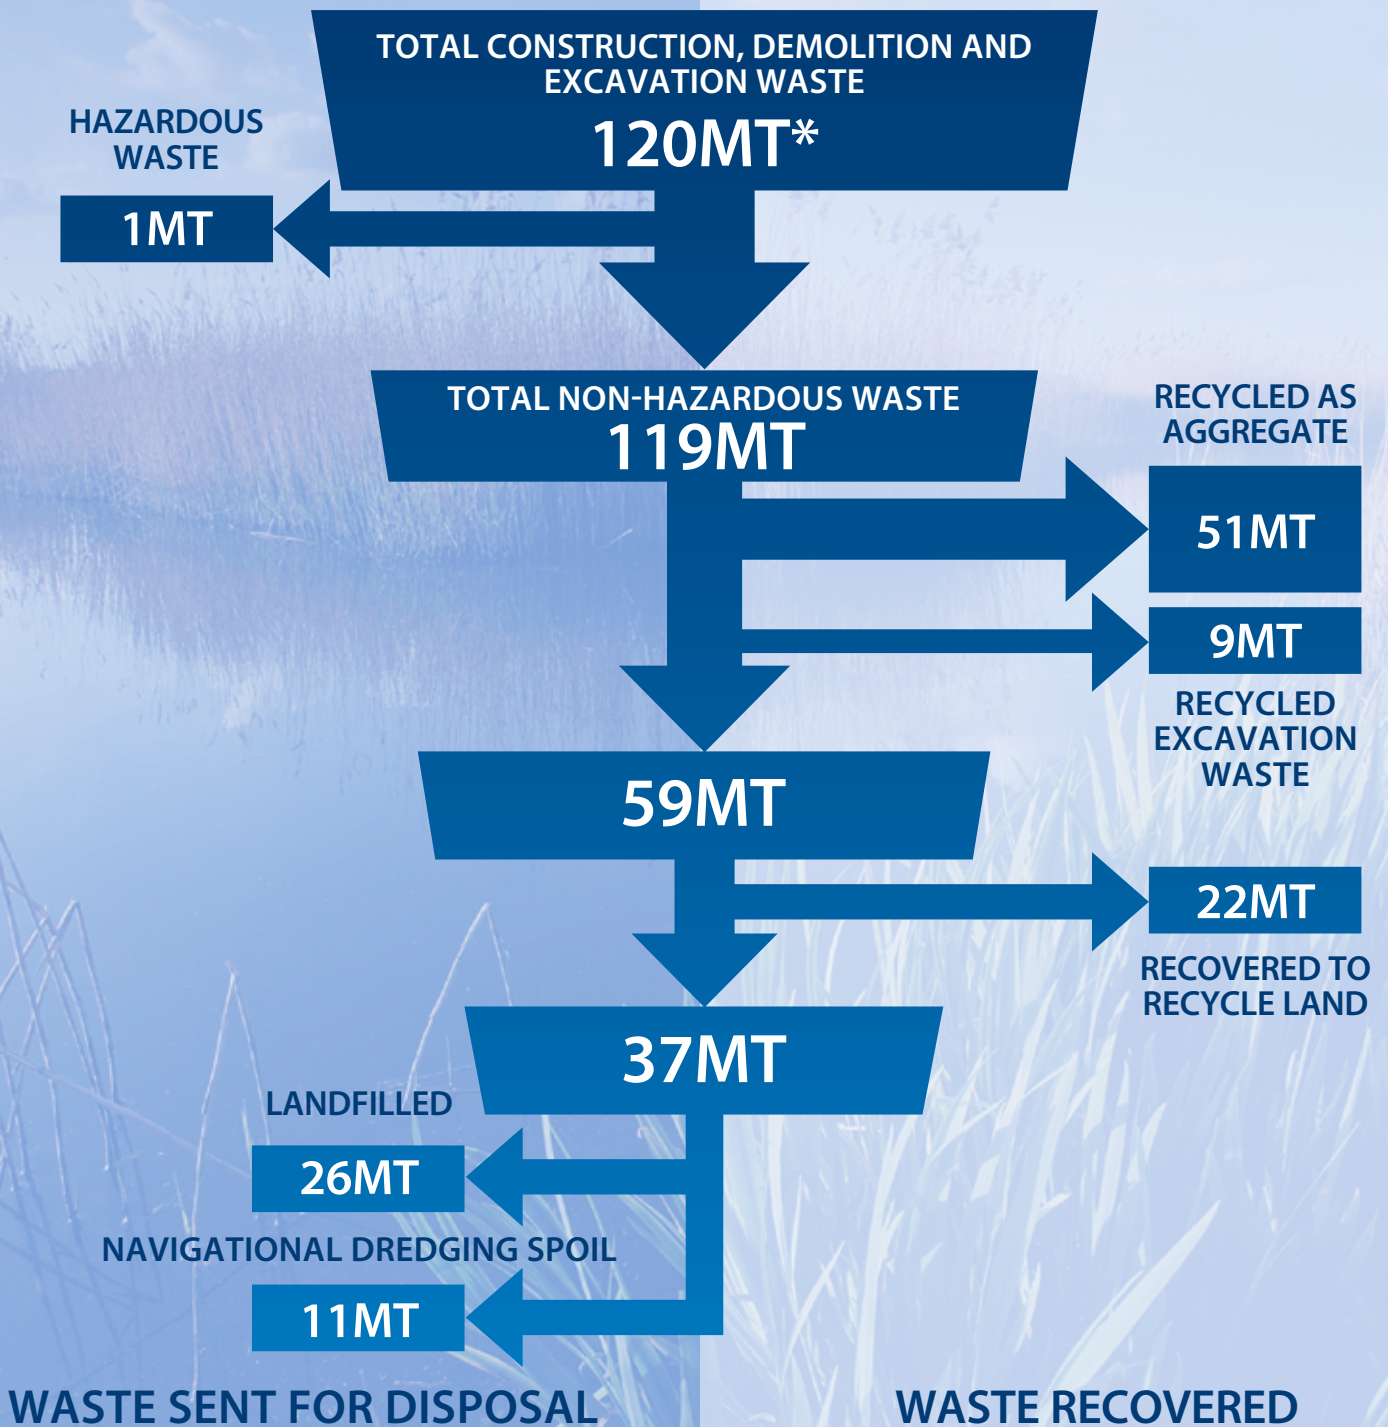 TOTAL CONSTRUCTION, DEMOLITION AND
EXCAVATION WASTE
120MT*
HAZARDOUS
WASTE
1MT
TOTAL NON-HAZARDOUS WASTE
119MT
RECYCLED AS
AGGREGATE
51MT
9MT
RECYCLED
EXCAVATION
WASTE
59MT
22MT
RECOVERED TO
RECYCLE LAND
37MT
LANDFILLED
26MT
NAVIGATIONAL DREDGING SPOIL
11MT
WASTE SENT FOR DISPOSAL
WASTE RECOVERED